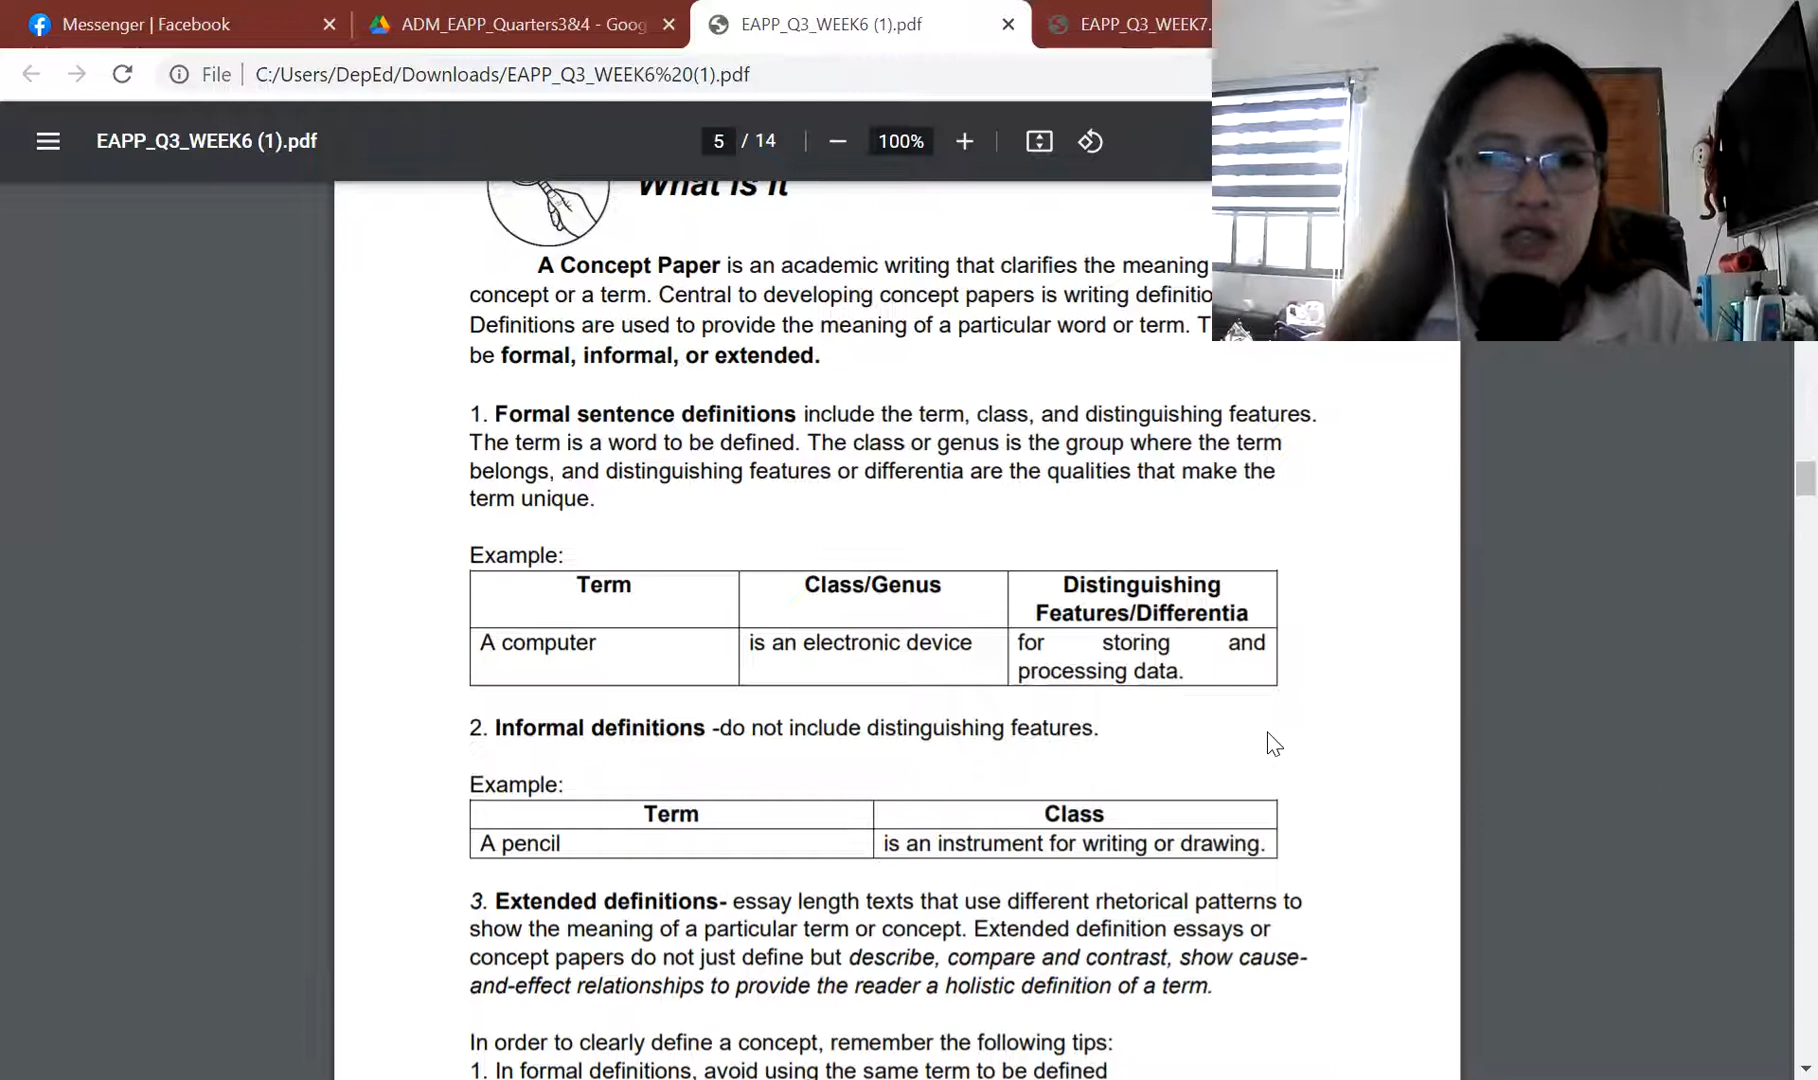 Messenger | Facebook
ADM_EAPP_Quarters3&4 - Goog
EAPP_Q3_WEEK6 (1).pdf
EAPP_Q3_WEEK7.
File
C:/Users/DepEd/Downloads/EAPP_Q3_WEEK6%20(1).pdf
EAPP_Q3_WEEK6 (1).pdf
5 / 14
100%
What is it
A Concept Paper is an academic writing that clarifies the meaning
concept or a term. Central to developing concept papers is writing
Definitions are used to provide the meaning of a particular word or term.
be formal, informal, or extended.
1. Formal sentence definitions include the term, class, and distinguishing features.
The term is a word to be defined. The class or genus is the group where the term
belongs, and distinguishing features or differentia are the qualities that make the
term unique.
Example:
Term Class/Genus Distinguishing
Features/Differentia
A computer is an electronic device for storing and
processing data.
2. Informal definitions -do not include distinguishing features.
Example:
Term Class
A pencil is an instrument for writing or drawing.
3. Extended definitions- essay length texts that use different rhetorical patterns to
show the meaning of a particular term or concept. Extended definition essays or
concept papers do not just define but describe, compare and contrast, show cause-
and-effect relationships to provide the reader a holistic definition of a term.
In order to clearly define a concept, remember the following tips:
1. In formal definitions, avoid using the same term to be defined